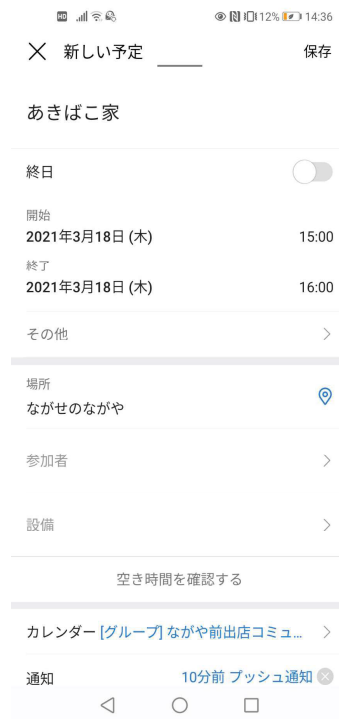 HD 12% 14:36
新しい予定 保存
あきばこ家
終日
開始
2021年3月18日 (木) 15:00
終了
2021年3月18日 (木) 16:00
その他
場所
ながせのながや
参加者
設備
空き時間を確認する
カレンダー [グループ] ながや前出店コミュ...
通知 10分前 プッシュ通知